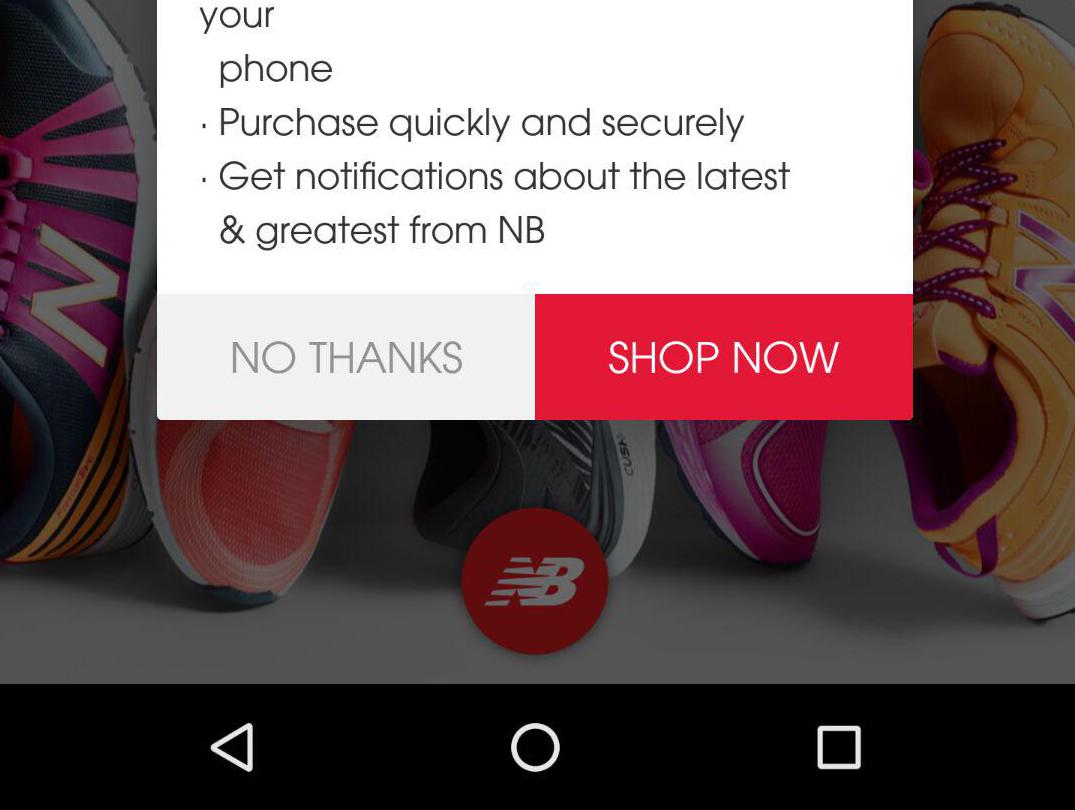 your
phone
· Purchase quickly and securely
· Get notifications about the latest
& greatest from NB
NO THANKS
SHOP NOW
CUSH
NB